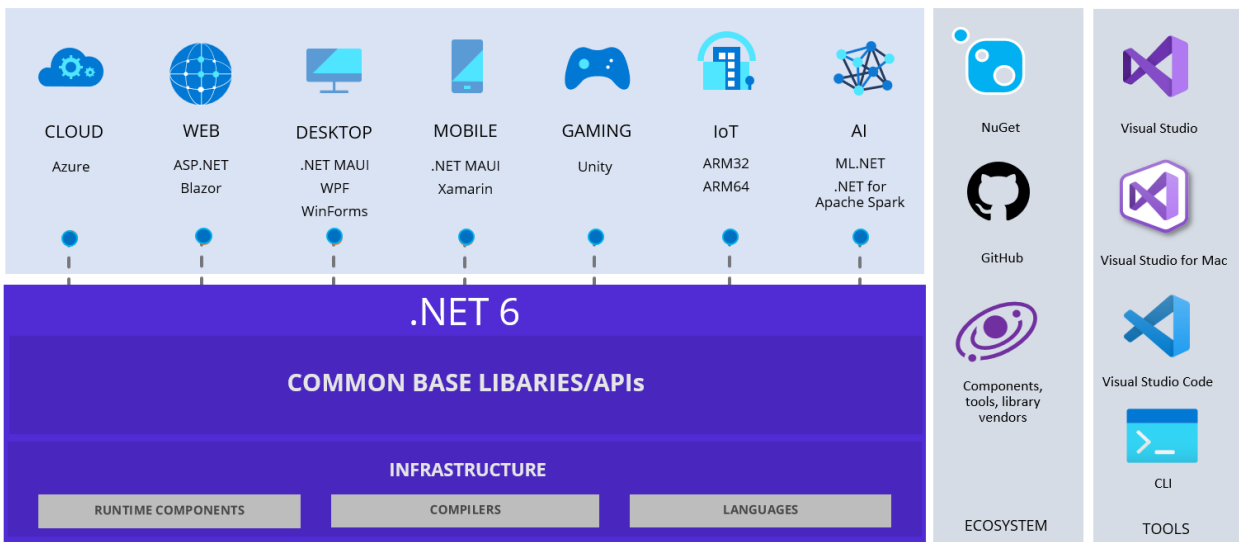 CLOUD
Azure
WEB
ASP.NET
Blazor
DESKTOP
.NET MAUI
WPF
WinForms
MOBILE
.NET MAUI
Xamarin
GAMING
Unity
IoT
ARM32
ARM64
AI
ML.NET
.NET for
Apache Spark
.NET 6
COMMON BASE LIBARIES/APIs
INFRASTRUCTURE
RUNTIME COMPONENTS
COMPILERS
LANGUAGES
NuGet
GitHub
Components,
tools, library
vendors
ECOSYSTEM
Visual Studio
Visual Studio for Mac
Visual Studio Code
CLI
TOOLS